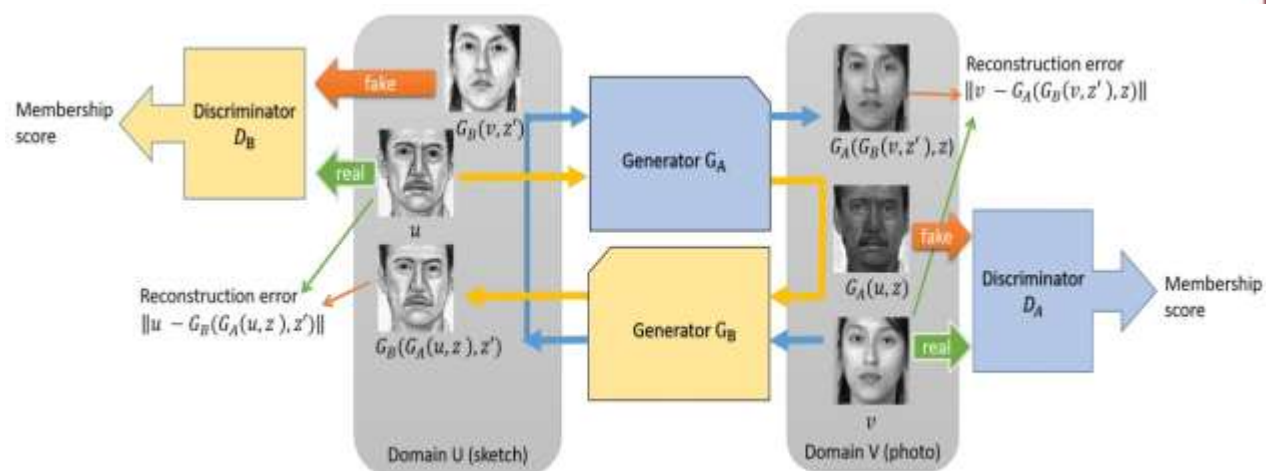 Membership
score
Discriminator
D_B
fake
real
G_B(v, z′)
u
G_B(G_A(u, z), z′)
Reconstruction error
‖u − G_B(G_A(u, z), z′)‖
Domain U (sketch)
Generator G_A
Generator G_B
G_A(G_B(v, z′), z)
G_A(u, z)
v
Domain V (photo)
Reconstruction error
‖v − G_A(G_B(v, z′), z)‖
fake
real
Discriminator
D_A
Membership
score